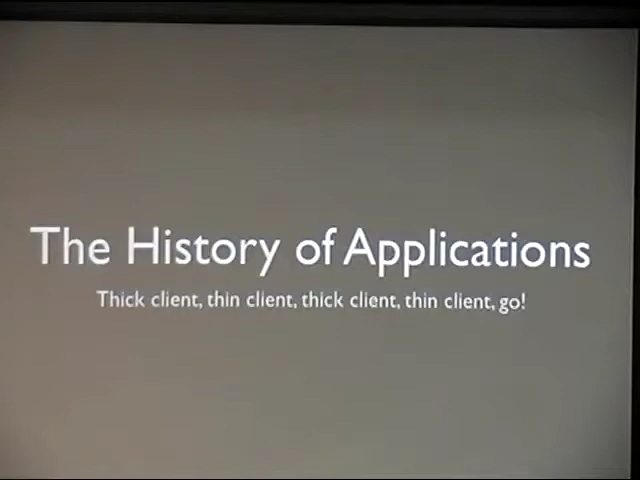 The History of Applications
Thick client, thin client, thick client, thin client, go!